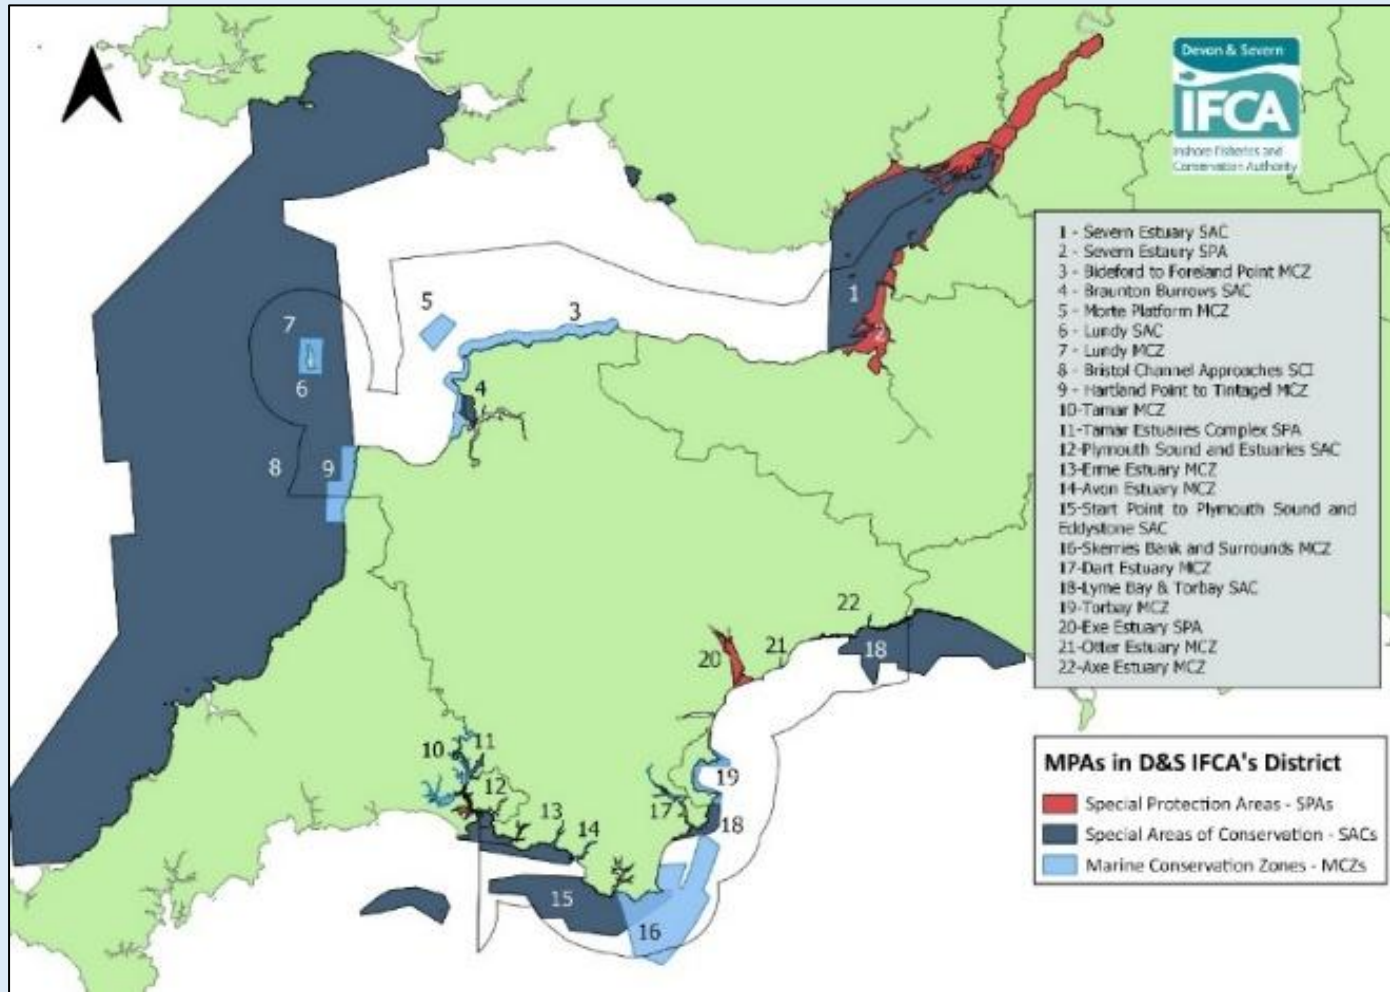 Devon & Severn
IFCA
Inshore Fisheries and
Conservation Authority
1 - Severn Estuary SAC
2 - Severn Estaury SPA
3 - Bideford to Foreland Point MCZ
4 - Braunton Burrows SAC
5 - Morte Platform MCZ
6 - Lundy SAC
7 - Lundy MCZ
8 - Bristol Channel Approaches SCI
9 - Hartland Point to Tintagel MCZ
10-Tamar MCZ
11-Tamar Estuaires Complex SPA
12-Plymouth Sound and Estuaries SAC
13-Erme Estuary MCZ
14-Avon Estuary MCZ
15-Start Point to Plymouth Sound and
Eddystone SAC
16-Skerries Bank and Surrounds MCZ
17-Dart Estuary MCZ
18-Lyme Bay & Torbay SAC
19-Torbay MCZ
20-Exe Estuary SPA
21-Otter Estuary MCZ
22-Axe Estuary MCZ
MPAs in D&S IFCA's District
Special Protection Areas - SPAs
Special Areas of Conservation - SACs
Marine Conservation Zones - MCZs
1
2
5
3
7
6
4
8
9
22
18
21
20
10
11
12
13
14
17
19
18
15
16